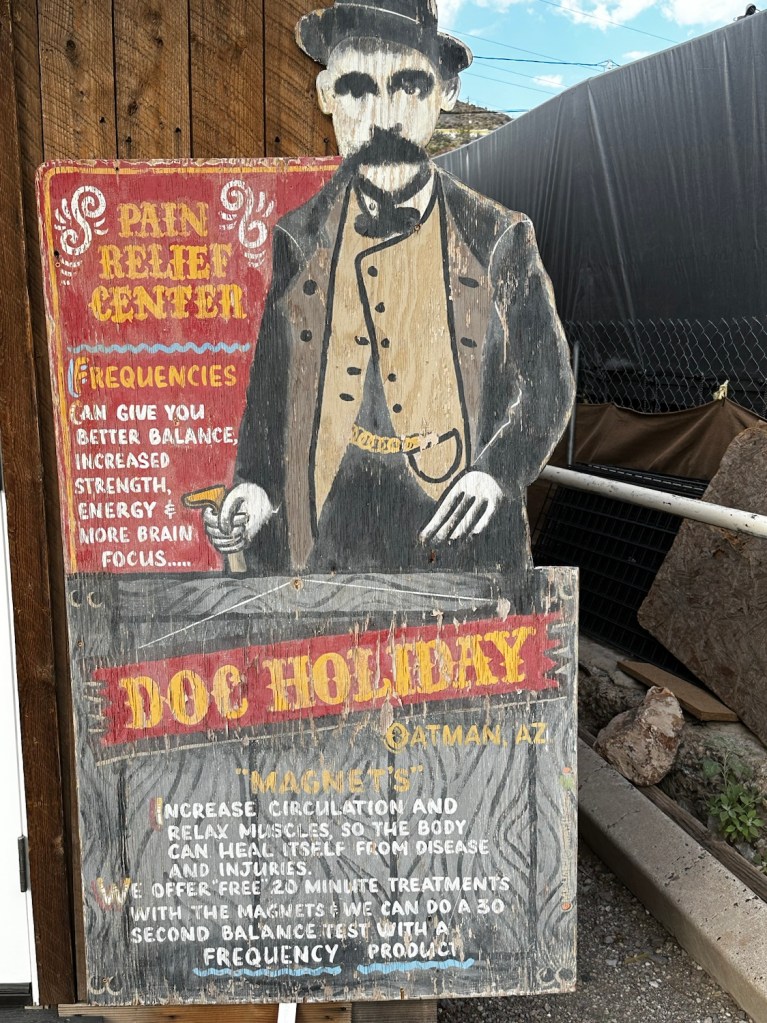 PAIN
RELIEF
CENTER
FREQUENCIES
CAN GIVE YOU
BETTER BALANCE,
INCREASED
STRENGTH,
ENERGY &
MORE BRAIN
FOCUS.....
DOC HOLIDAY
OATMAN, AZ
"MAGNET'S"
INCREASE CIRCULATION AND
RELAX MUSCLES, SO THE BODY
CAN HEAL ITSELF FROM DISEASE
AND INJURIES.
WE OFFER "FREE" 20 MINUTE TREATMENTS
WITH THE MAGNETS & WE CAN DO A 30
SECOND BALANCE TEST WITH A
FREQUENCY PRODUCT